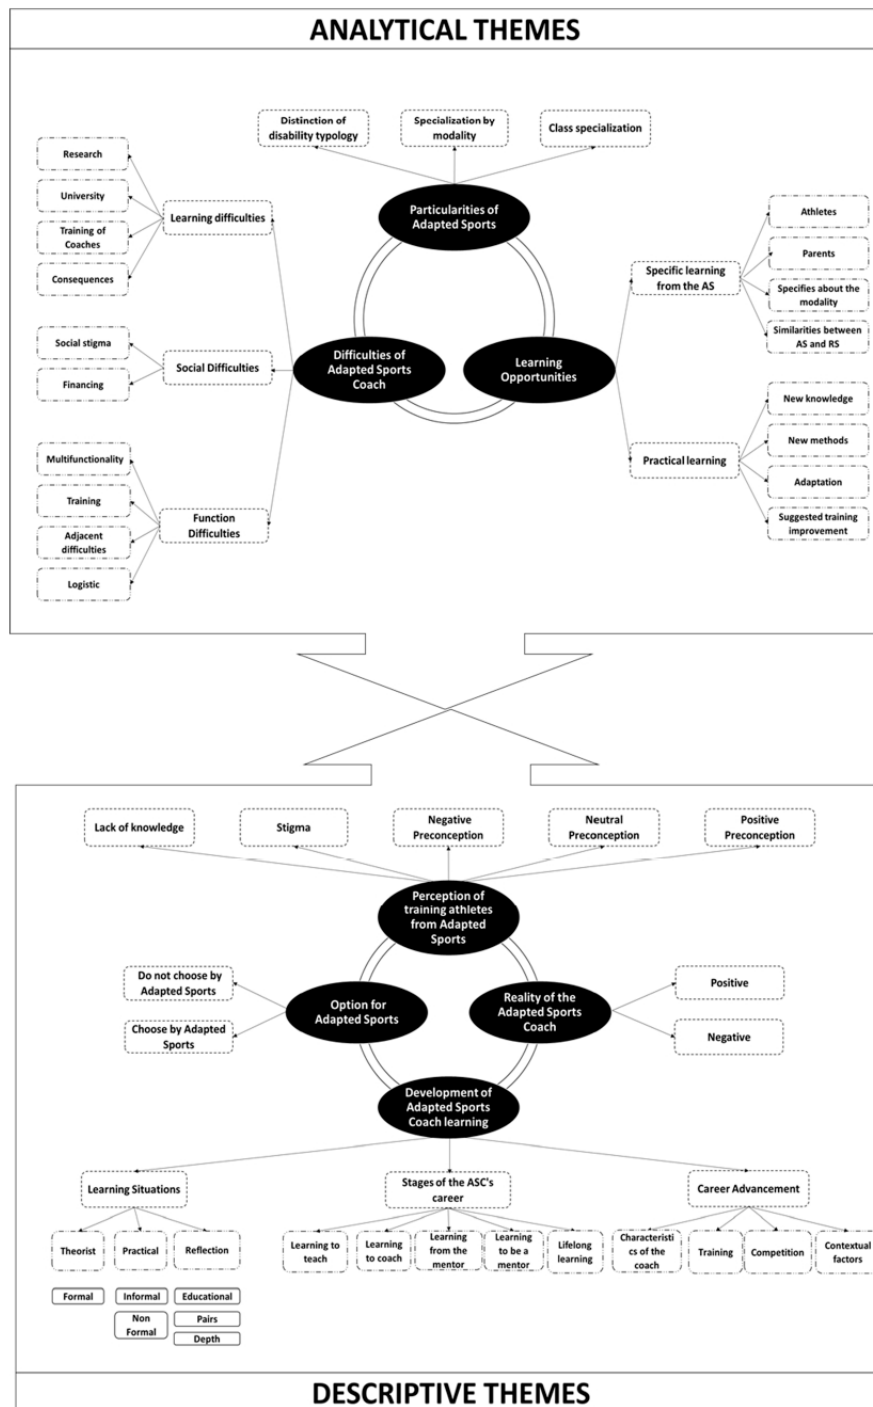 ANALYTICAL THEMES
Distinction of
disability typology
Specialization by
modality
Class specialization
Particularities of
Adapted Sports
Research
University
Training of
Coaches
Consequences
Learning difficulties
Social stigma
Financing
Social Difficulties
Multifunctionality
Training
Adjacent
difficulties
Logistic
Function
Difficulties
Difficulties of
Adapted Sports
Coach
Learning
Opportunities
Specific learning
from the AS
Athletes
Parents
Specifies about the
modality
Similarities between
AS and RS
Practical learning
New knowledge
New methods
Adaptation
Suggested training
improvement
Lack of knowledge
Stigma
Negative
Preconception
Neutral
Preconception
Positive
Preconception
Perception of
training athletes
from Adapted
Sports
Do not choose by
Adapted Sports
Choose by Adapted
Sports
Option for
Adapted Sports
Reality of the
Adapted Sports
Coach
Positive
Negative
Development of
Adapted Sports
Coach learning
Learning Situations
Stages of the ASC's
career
Career Advancement
Theorist
Practical
Reflection
Learning to
teach
Learning
to coach
Learning
from the
mentor
Learning
to be a
mentor
Lifelong
learning
Characteristi
cs of the
coach
Training
Competition
Contextual
factors
Formal
Informal
Educational
Non
Formal
Pairs
Depth
DESCRIPTIVE THEMES